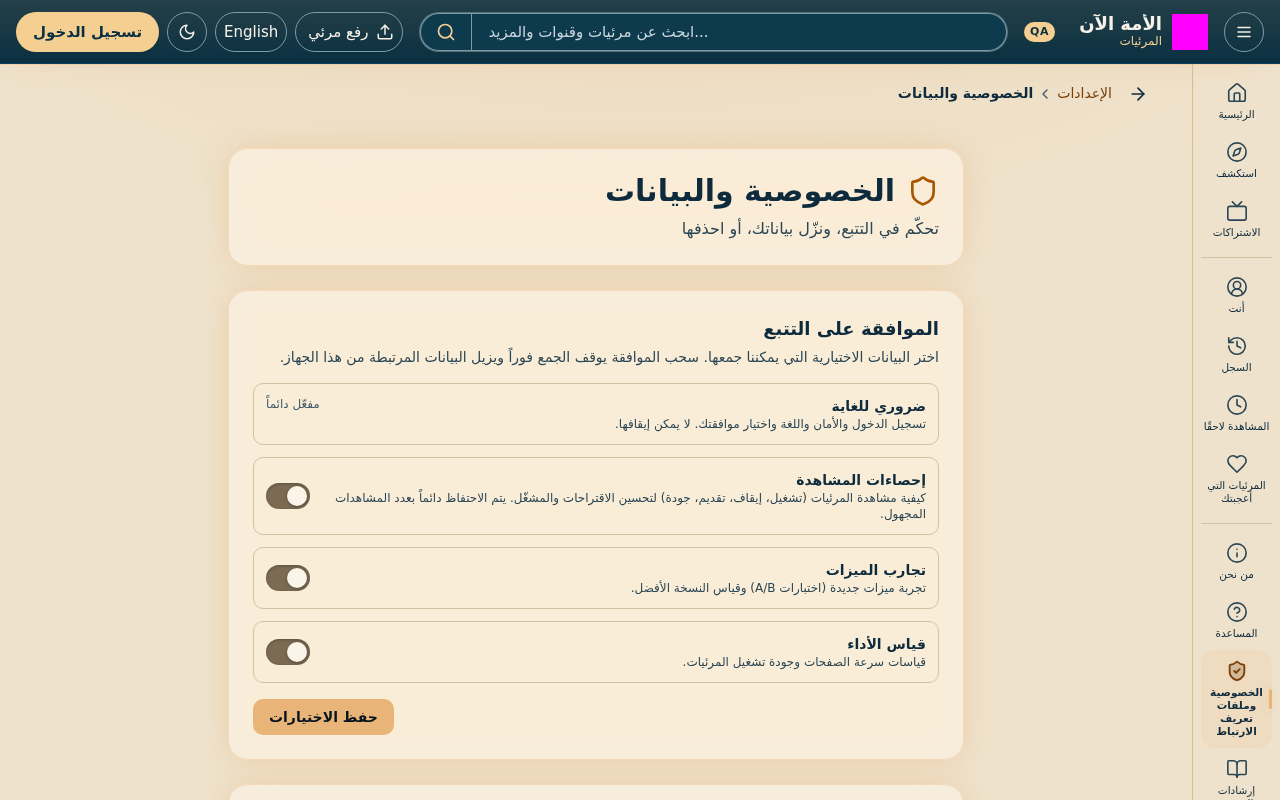 الأمة الآن
المرئيات
QA
ابحث عن مرئيات وقنوات والمزيد...
رفع مرئي
English
تسجيل الدخول
الرئيسية
استكشف
الاشتراكات
أنت
السجل
المشاهدة لاحقًا
المرئيات التي
أعجبتك
من نحن
المساعدة
الخصوصية
وملفات
تعريف
الارتباط
إرشادات
الإعدادات
الخصوصية والبيانات
الخصوصية والبيانات
تحكّم في التتبع، ونزّل بياناتك، أو احذفها
الموافقة على التتبع
اختر البيانات الاختيارية التي يمكننا جمعها. سحب الموافقة يوقف الجمع فوراً ويزيل البيانات المرتبطة من هذا الجهاز.
ضروري للغاية
مفعّل دائماً
تسجيل الدخول والأمان واللغة واختيار موافقتك. لا يمكن إيقافها.
إحصاءات المشاهدة
كيفية مشاهدة المرئيات (تشغيل، إيقاف، تقديم، جودة) لتحسين الاقتراحات والمشغّل. يتم الاحتفاظ دائماً بعدد المشاهدات
المجهول.
تجارب الميزات
تجربة ميزات جديدة (اختبارات A/B) وقياس النسخة الأفضل.
قياس الأداء
قياسات سرعة الصفحات وجودة تشغيل المرئيات.
حفظ الاختيارات